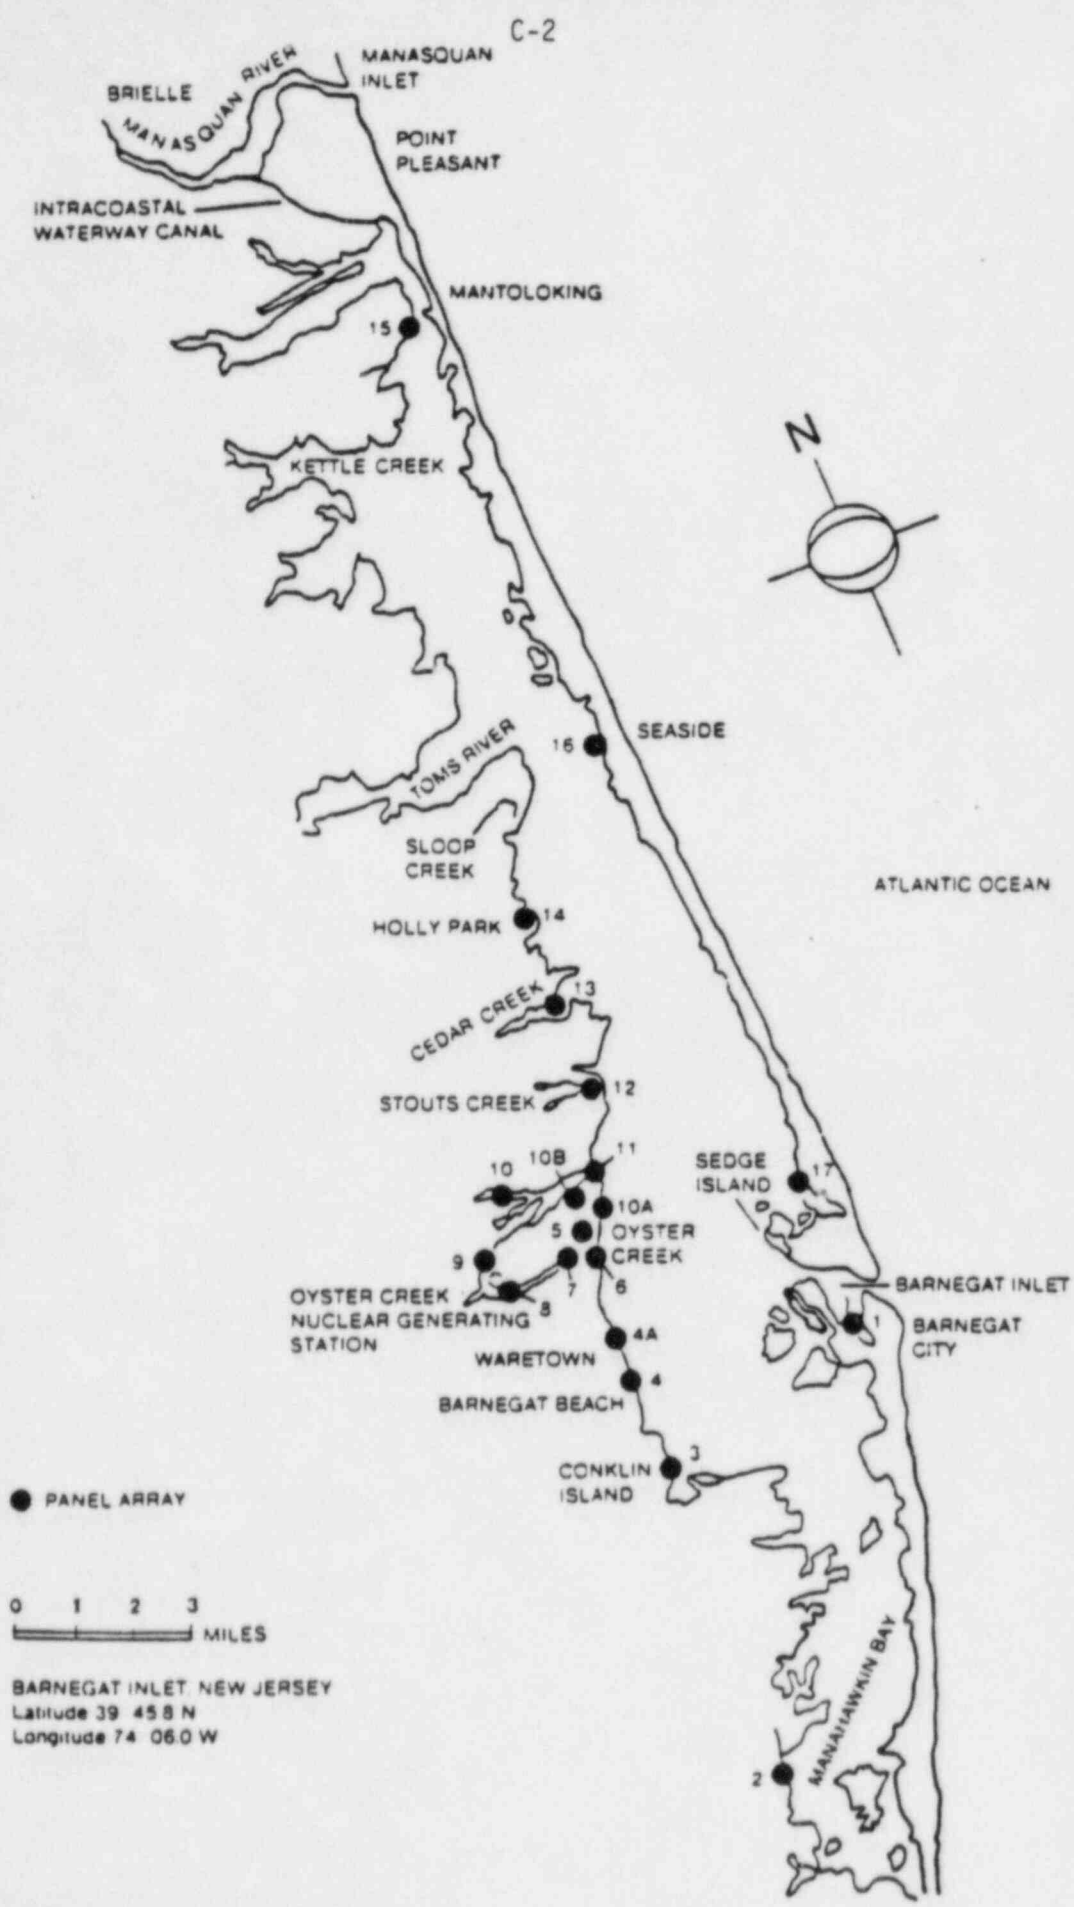 C-2
MANASQUAN
INLET
BRIELLE
MANASQUAN RIVER
POINT
PLEASANT
INTRACOASTAL
WATERWAY CANAL
MANTOLOKING
15
N
KETTLE CREEK
16
SEASIDE
TOMS RIVER
SLOOP
CREEK
ATLANTIC OCEAN
HOLLY PARK
14
CEDAR CREEK
13
STOUTS CREEK
12
11
10B
10
SEDGE
ISLAND
17
10A
5
OYSTER
CREEK
9
7
6
8
OYSTER CREEK
NUCLEAR GENERATING
STATION
BARNEGAT INLET
1
BARNEGAT
CITY
4A
WARETOWN
4
BARNEGAT BEACH
3
CONKLIN
ISLAND
PANEL ARRAY
0 1 2 3
MILES
MANAHAWKIN BAY
BARNEGAT INLET, NEW JERSEY
Latitude 39 45.8 N
Longitude 74 06.0 W
2